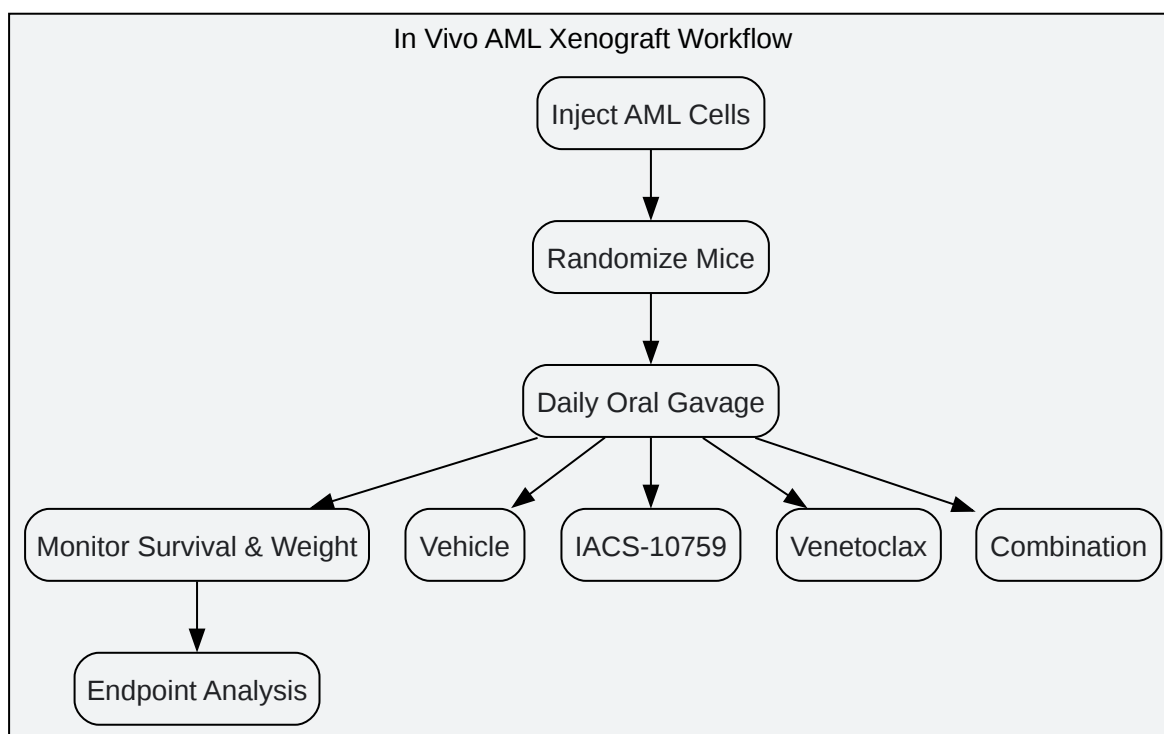 In Vivo AML Xenograft Workflow
Inject AML Cells
Randomize Mice
Daily Oral Gavage
Monitor Survival & Weight
Vehicle
IACS-10759
Venetoclax
Combination
Endpoint Analysis